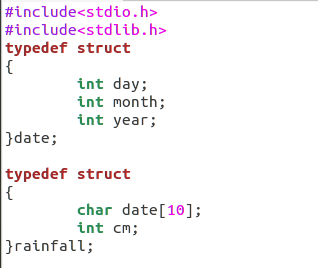 #include<stdio.h>
#include<stdlib.h>
typedef struct
{
        int day;
        int month;
        int year;
}date;

typedef struct
{
        char date[10];
        int cm;
}rainfall;